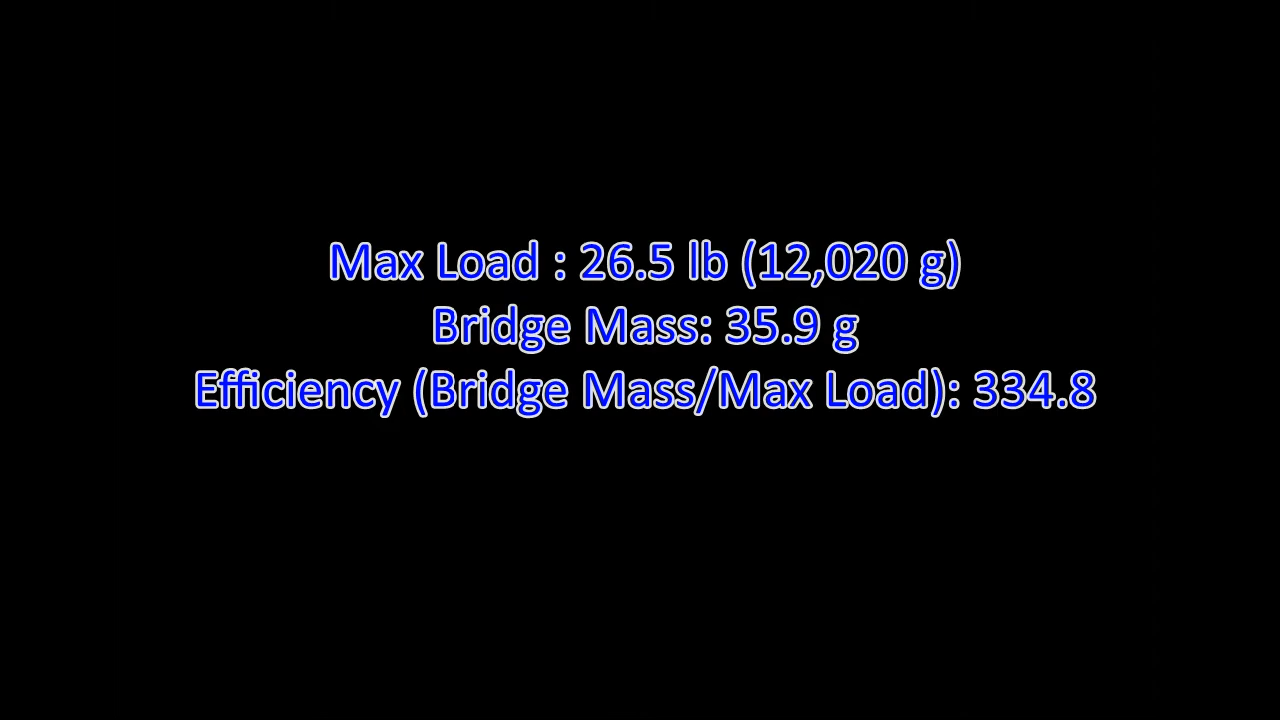 Max Load : 26.5 lb (12,020 g)
Bridge Mass: 35.9 g
Efficiency (Bridge Mass/Max Load): 334.8